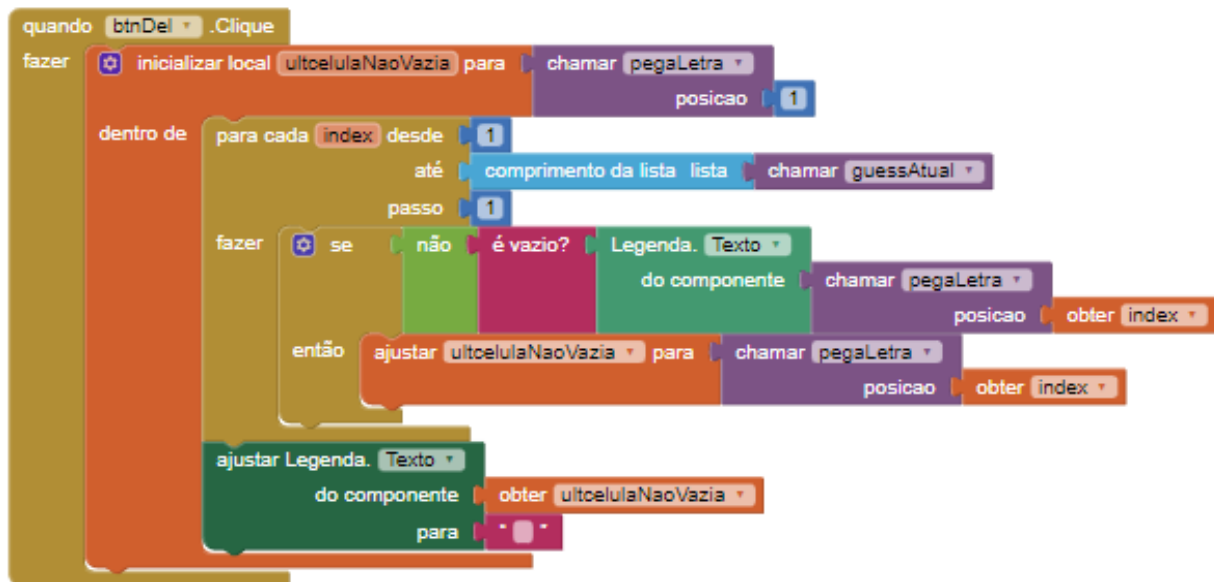 quando btnDel .Clique
fazer inicializar local ultcelulaNaoVazia para chamar pegaLetra
posicao 1
dentro de para cada index desde 1
até comprimento da lista lista chamar guessAtual
passo 1
fazer se não é vazio? Legenda. Texto
do componente chamar pegaLetra
posicao obter index
então ajustar ultcelulaNaoVazia para chamar pegaLetra
posicao obter index
ajustar Legenda. Texto
do componente obter ultcelulaNaoVazia
para " "